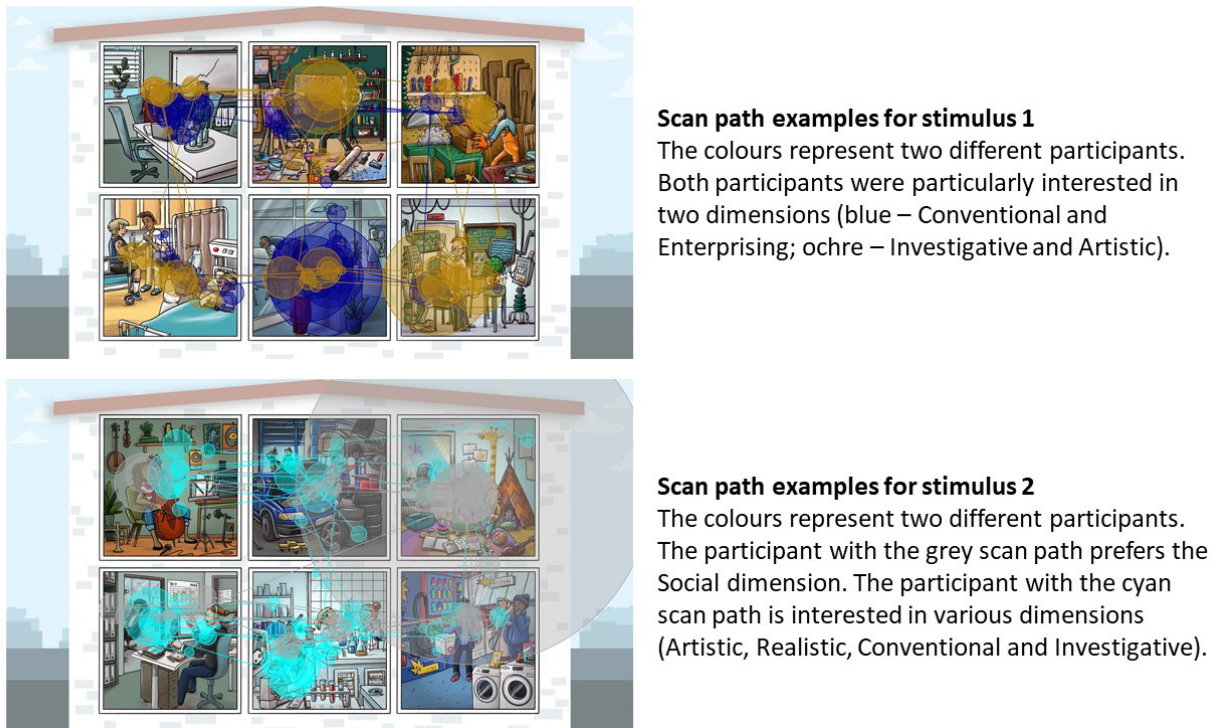 Scan path examples for stimulus 1
The colours represent two different participants.
Both participants were particularly interested in
two dimensions (blue – Conventional and
Enterprising; ochre – Investigative and Artistic).
Scan path examples for stimulus 2
The colours represent two different participants.
The participant with the grey scan path prefers the
Social dimension. The participant with the cyan
scan path is interested in various dimensions
(Artistic, Realistic, Conventional and Investigative).